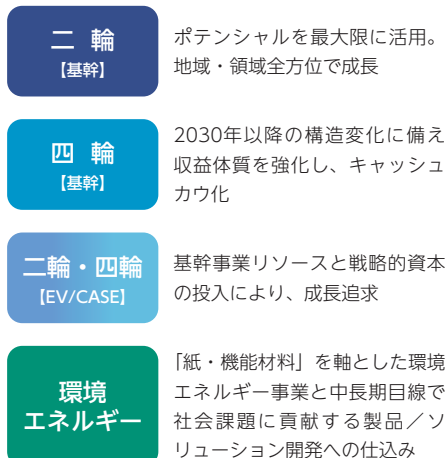 二 輪
【基幹】
ポテンシャルを最大限に活用。
地域・領域全方位で成長
四 輪
【基幹】
2030年以降の構造変化に備え
収益体質を強化し、キャッシュ
カウ化
二輪・四輪
【EV/CASE】
基幹事業リソースと戦略的資本
の投入により、成長追求
環境
エネルギー
「紙・機能材料」を軸とした環境
エネルギー事業と中長期目線で
社会課題に貢献する製品／ソ
リューション開発への仕込み